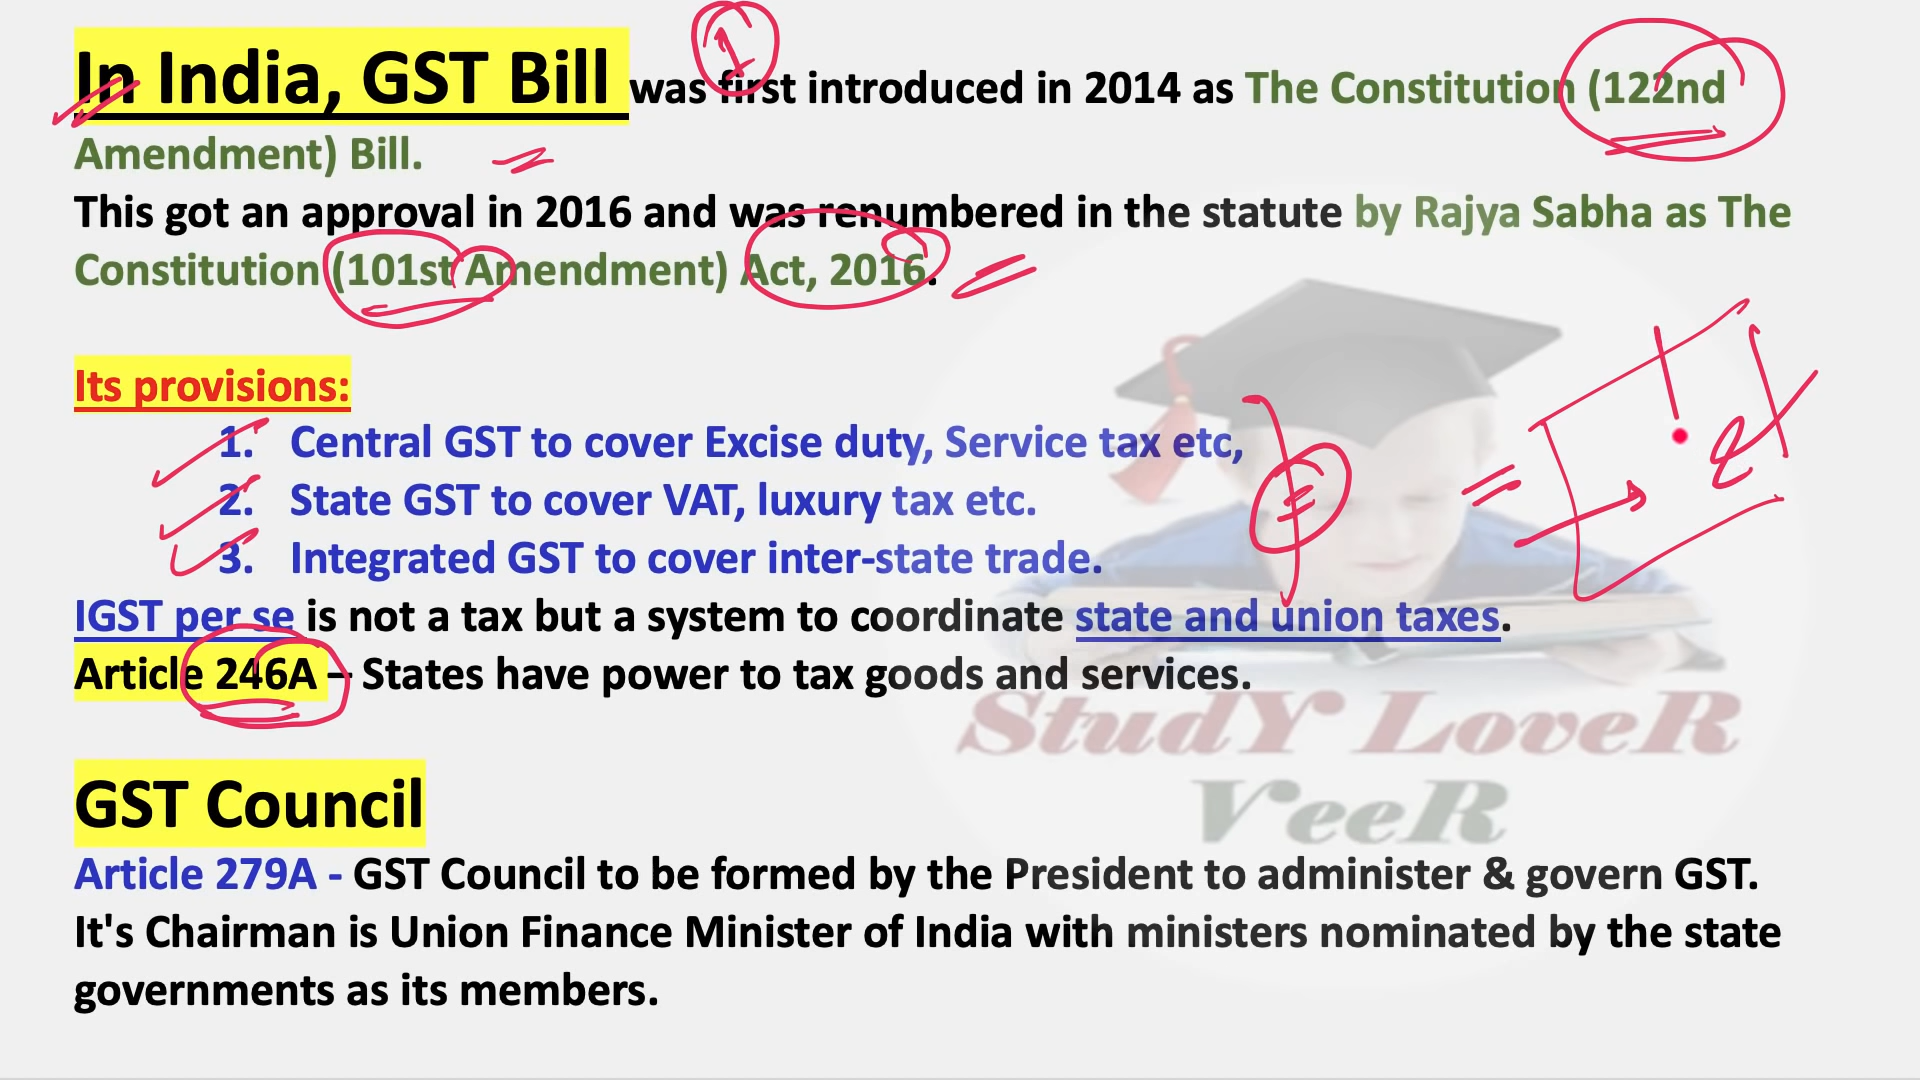 In India, GST Bill was first introduced in 2014 as The Constitution (122nd
Amendment) Bill.
This got an approval in 2016 and was renumbered in the statute by Rajya Sabha as The
Constitution (101st Amendment) Act, 2016.
Its provisions:
1. Central GST to cover Excise duty, Service tax etc,
2. State GST to cover VAT, luxury tax etc.
3. Integrated GST to cover inter-state trade.
IGST per se is not a tax but a system to coordinate state and union taxes.
Article 246A – States have power to tax goods and services.
StudY LoveR
VeeR
GST Council
Article 279A - GST Council to be formed by the President to administer & govern GST.
It's Chairman is Union Finance Minister of India with ministers nominated by the state
governments as its members.